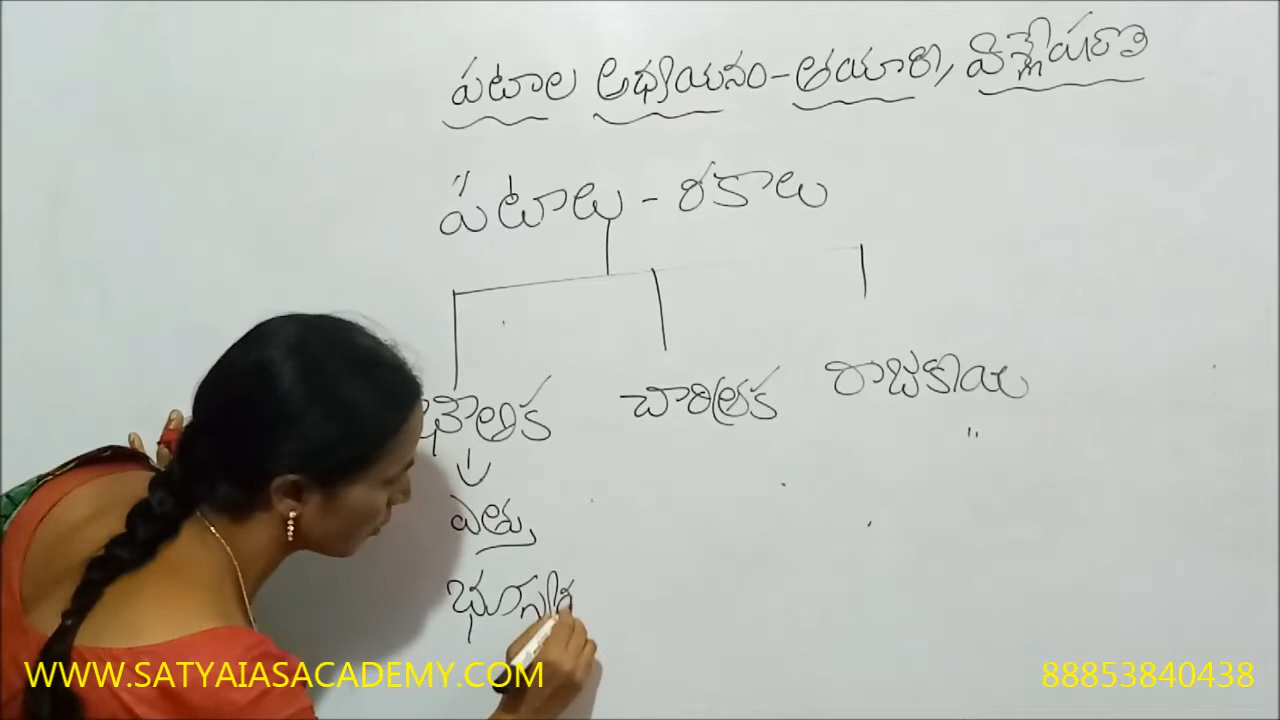 పటాల అధ్యయనం - తయారి, విశ్లేషణ
పటాలు - రకాలు
భౌతిక చారిత్రక రాజకీయ
ఎత్తు
WWW.SATYAIASACADEMY.COM 88853840438